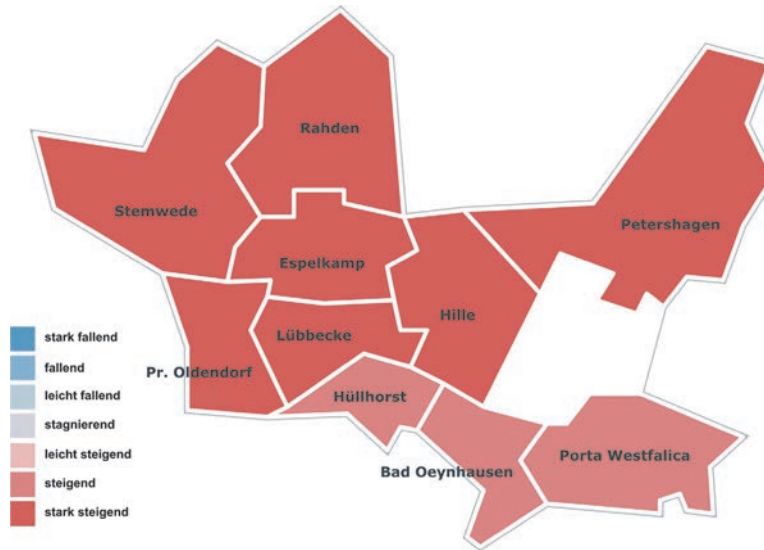 Rahden
Stemwede
Petershagen
Espelkamp
Hille
Lübbecke
Pr. Oldendorf
Hüllhorst
Bad Oeynhausen
Porta Westfalica
stark fallend
fallend
leicht fallend
stagnierend
leicht steigend
steigend
stark steigend